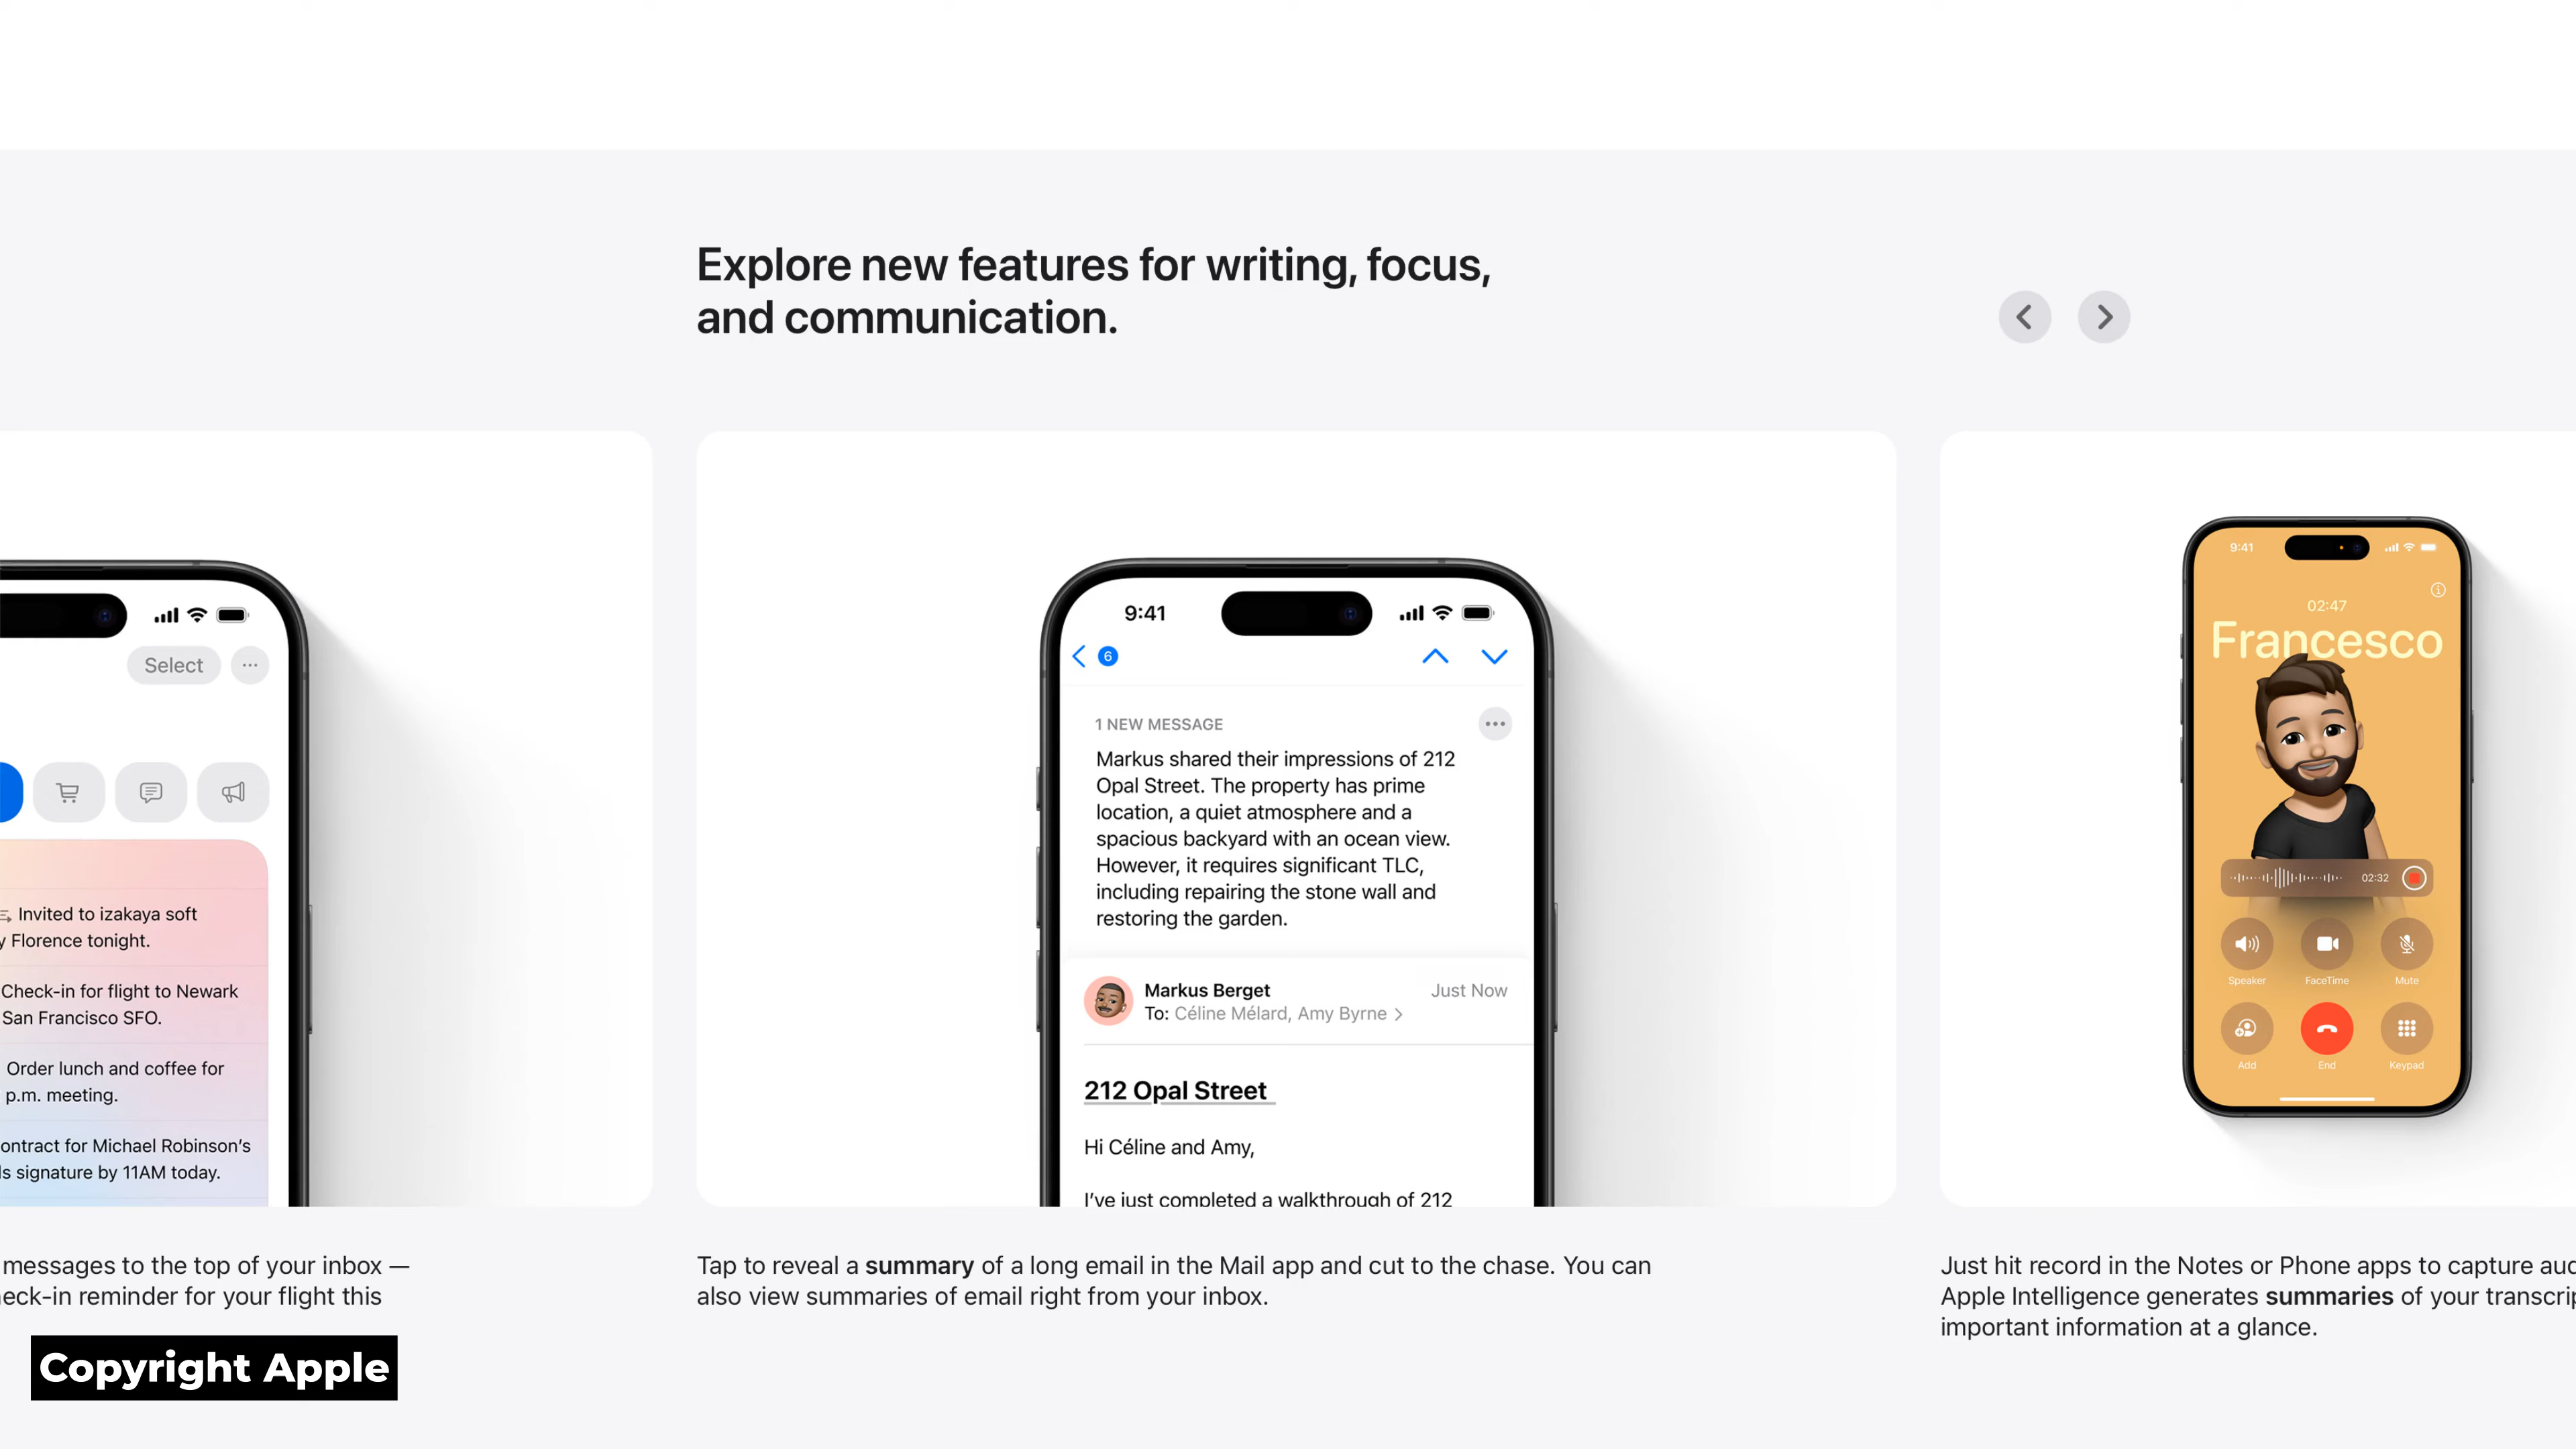 Explore new features for writing, focus,
and communication.
Select
Invited to izakaya soft
Florence tonight.
Check-in for flight to Newark
San Francisco SFO.
Order lunch and coffee for
p.m. meeting.
for Michael Robinson’s
signature by 11AM today.
messages to the top of your inbox —
reminder for your flight this
9:41
6
1 NEW MESSAGE
Markus shared their impressions of 212
Opal Street. The property has prime
location, a quiet atmosphere and a
spacious backyard with an ocean view.
However, it requires significant TLC,
including repairing the stone wall and
restoring the garden.
Markus Berget
Just Now
To: Céline Mélard, Amy Byrne
212 Opal Street
Hi Céline and Amy,
I’ve just completed a walkthrough of 212
Tap to reveal a summary of a long email in the Mail app and cut to the chase. You can
also view summaries of email right from your inbox.
9:41
02:47
Francesco
02:32
Speaker
FaceTime
Mute
Add
End
Keypad
Just hit record in the Notes or Phone apps to capture
Apple Intelligence generates summaries of your
important information at a glance.
Copyright Apple